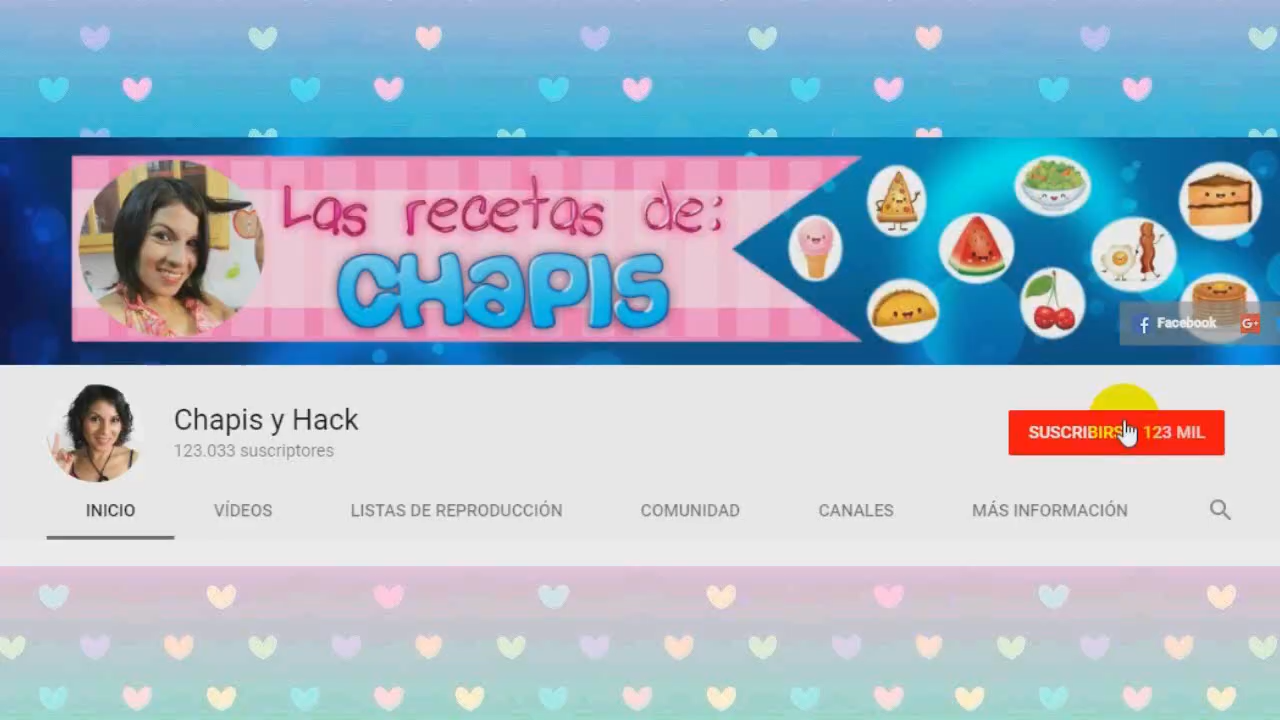 Las recetas de:
CHAPIS
Facebook
G+
Chapis y Hack
123.033 suscriptores
SUSCRIBIRS 123 MIL
INICIO VÍDEOS LISTAS DE REPRODUCCIÓN COMUNIDAD CANALES MÁS INFORMACIÓN